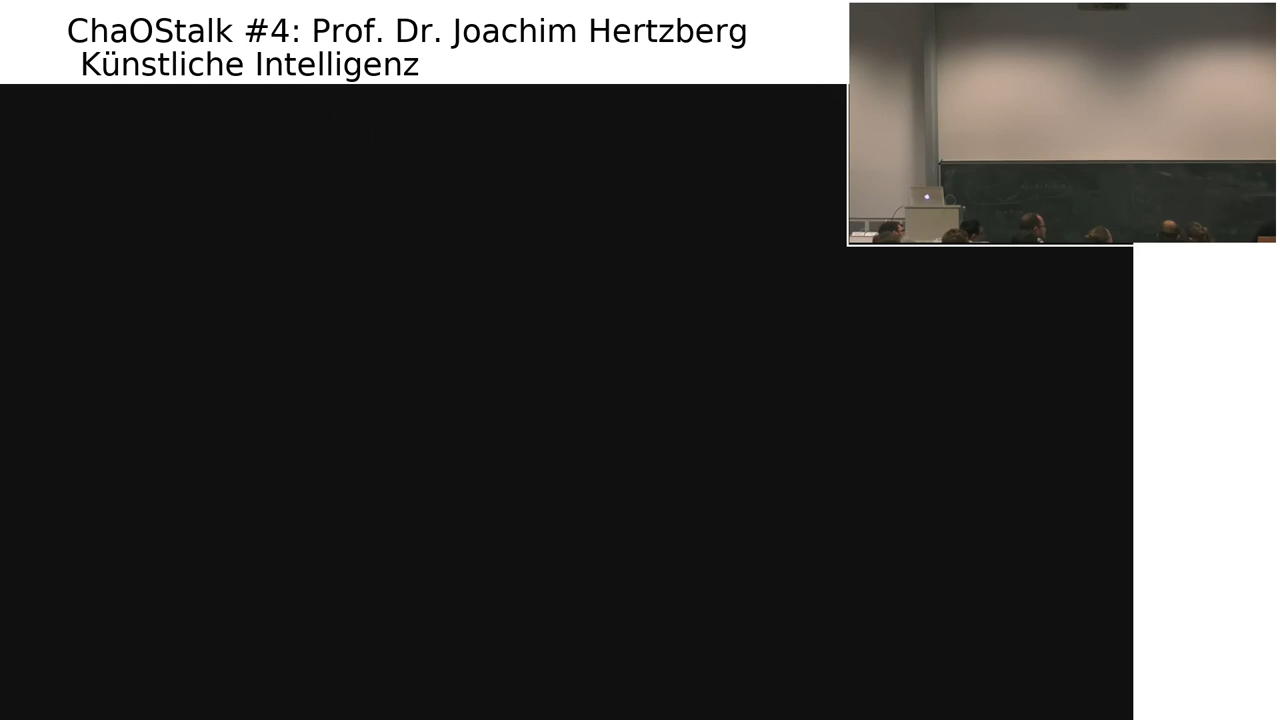 ChaOStalk #4: Prof. Dr. Joachim Hertzberg
Künstliche Intelligenz